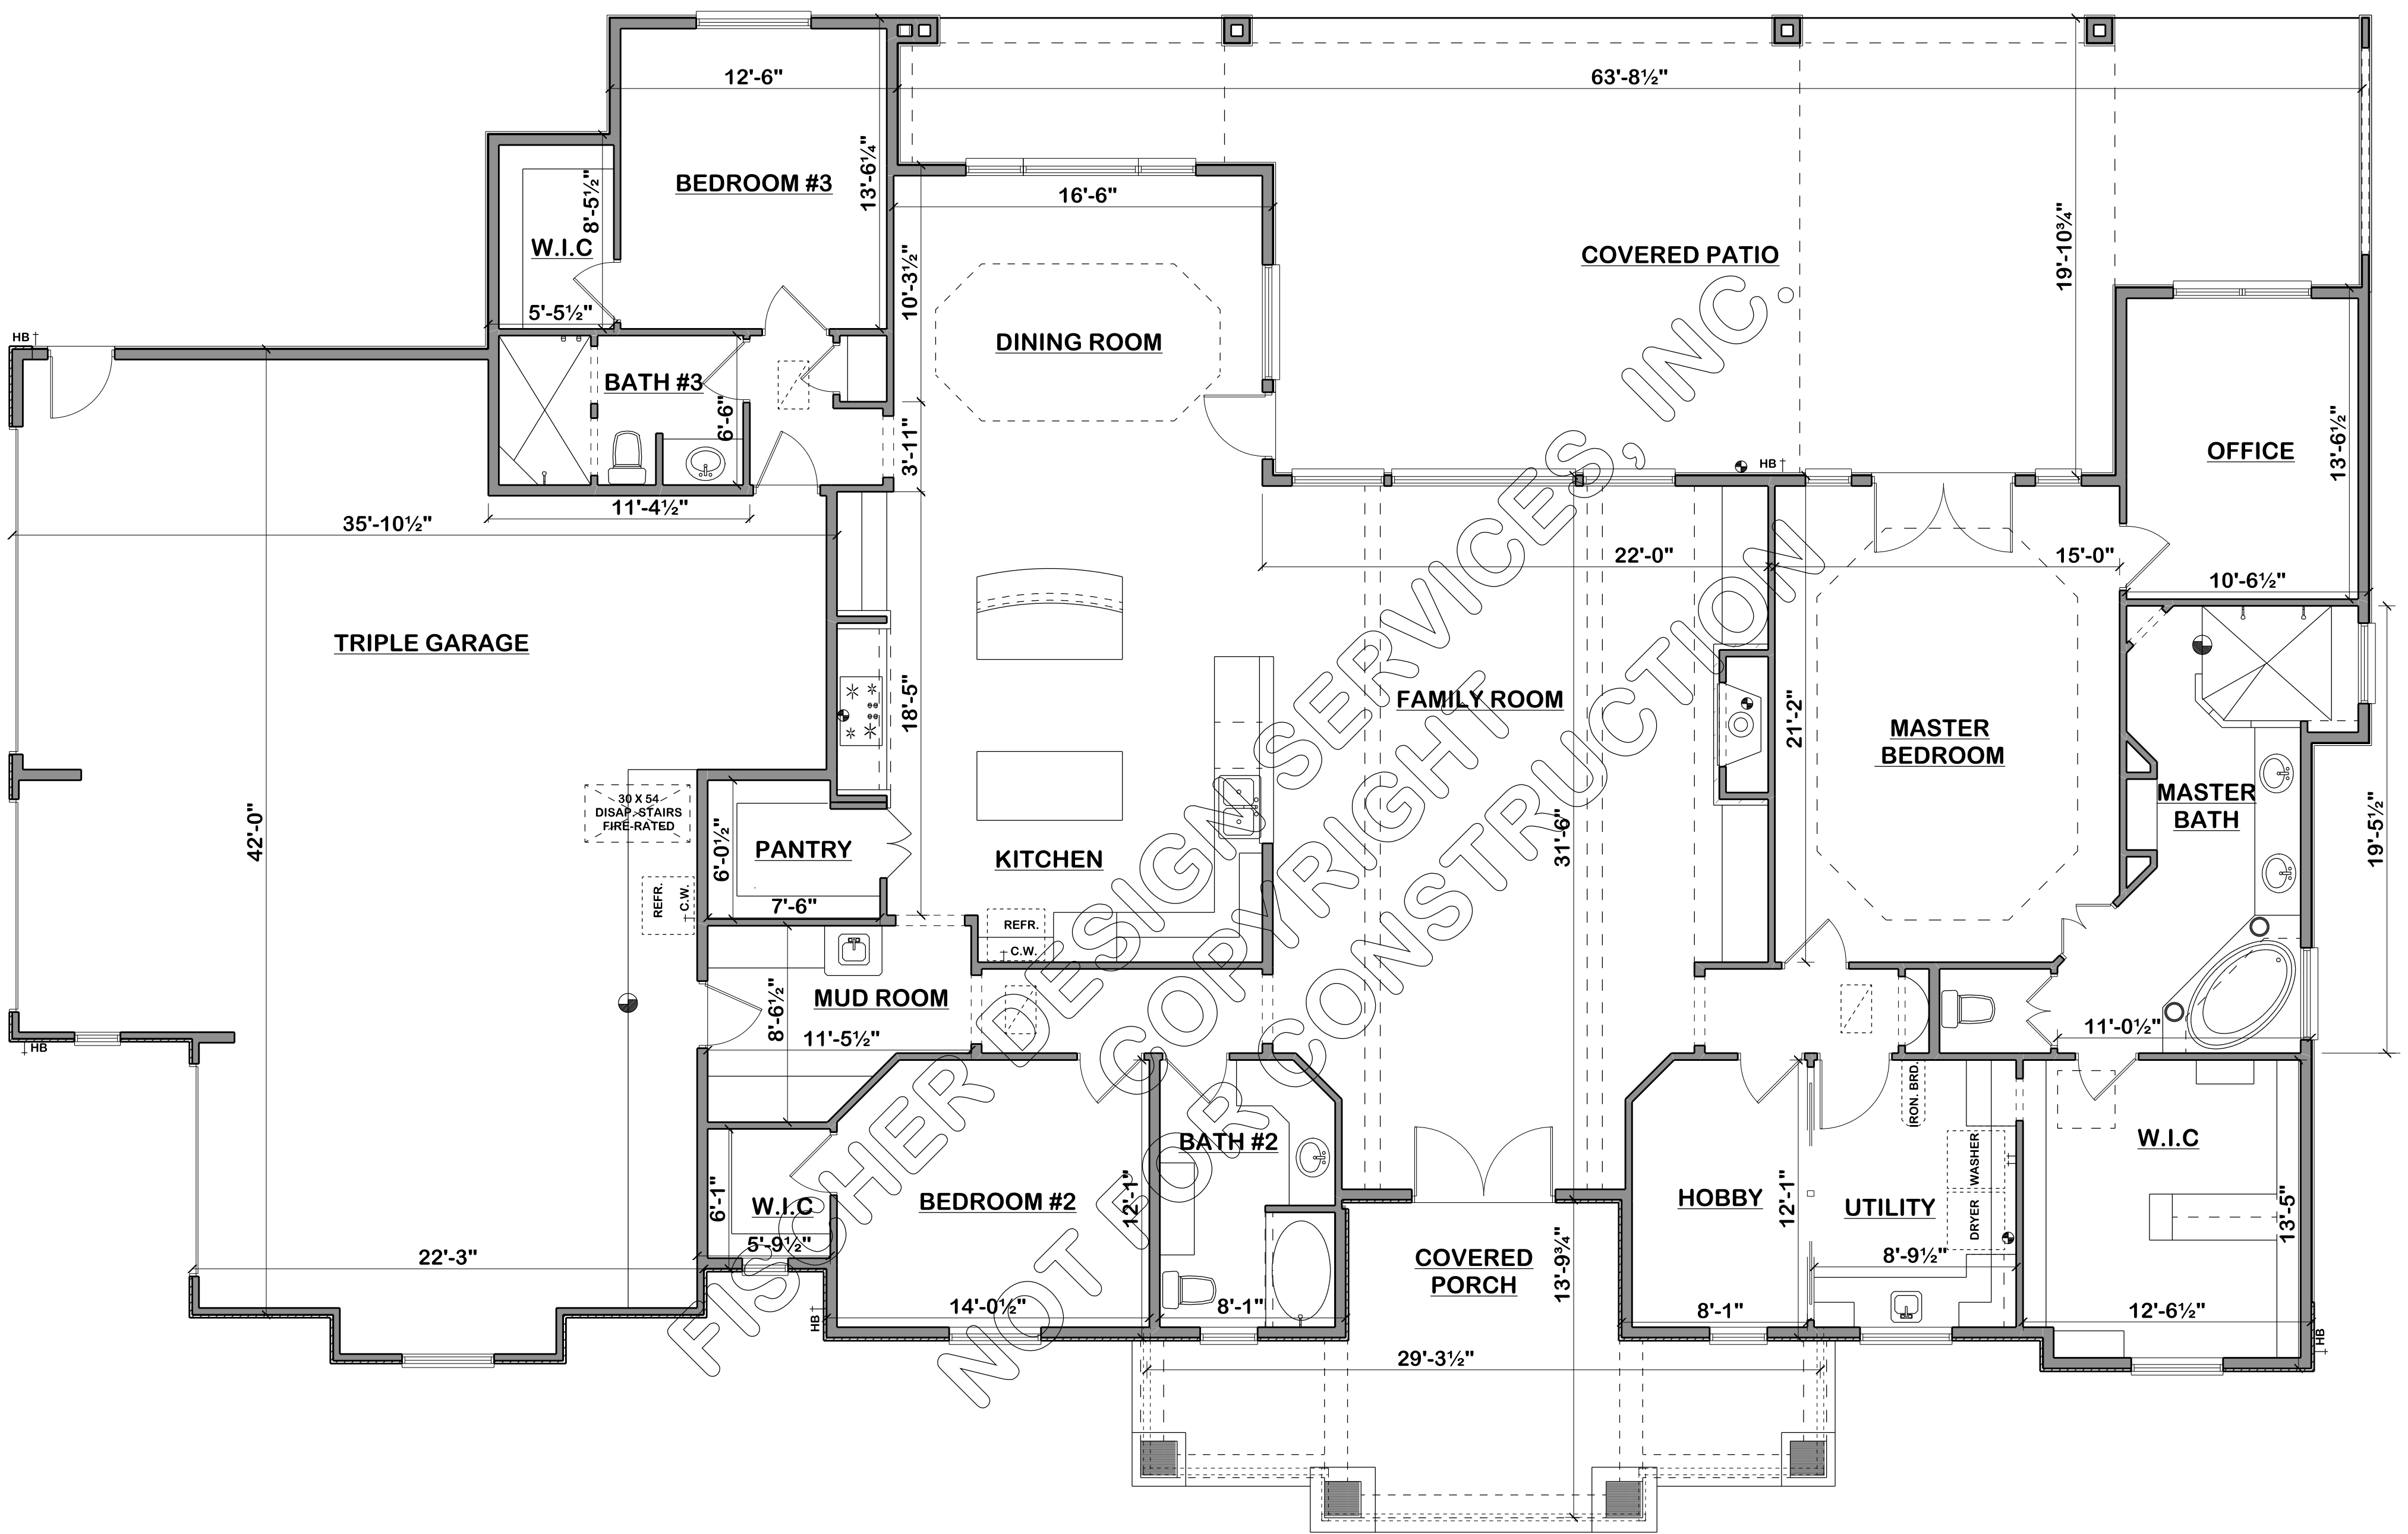 12'-6"
63'-8½"
BEDROOM #3
13'-6¼"
8'-5½"
W.I.C
5'-5½"
16'-6"
10'-3½"
DINING ROOM
COVERED PATIO
19'-10¾"
HB
BATH #3
6'-6"
3'-11"
11'-4½"
35'-10½"
HB
OFFICE
13'-6½"
22'-0"
15'-0"
10'-6½"
TRIPLE GARAGE
18'-5"
FAMILY ROOM
21'-2"
MASTER
BEDROOM
MASTER
BATH
19'-5½"
30 X 54
DISAP. STAIRS
FIRE-RATED
42'-0"
6'-0½"
PANTRY
7'-6"
KITCHEN
31'-6"
REFR.
C.W.
REFR.
C.W.
MUD ROOM
8'-6½"
11'-5½"
11'-0½"
HB
IRON. BRD.
BATH #2
W.I.C
6'-1"
W.I.C
5'-9½"
BEDROOM #2
12'-1"
HOBBY
12'-1"
UTILITY
WASHER
DRYER
8'-9½"
13'-5"
22'-3"
COVERED
PORCH
13'-9¾"
14'-0½"
8'-1"
8'-1"
12'-6½"
HB
HB
29'-3½"
FISCHER DESIGN SERVICES, INC.
COPYRIGHT
NOT FOR CONSTRUCTION